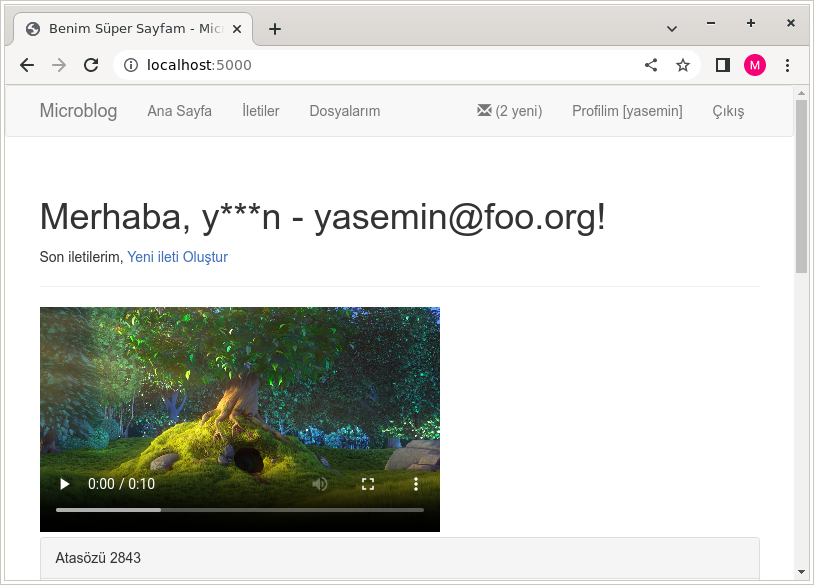 Benim Süper Sayfam - Mic
localhost:5000
M
Microblog Ana Sayfa İletiler Dosyalarım (2 yeni) Profilim [yasemin] Çıkış
Merhaba, y***n - yasemin@foo.org!
Son iletilerim, Yeni ileti Oluştur
0:00 / 0:10
Atasözü 2843